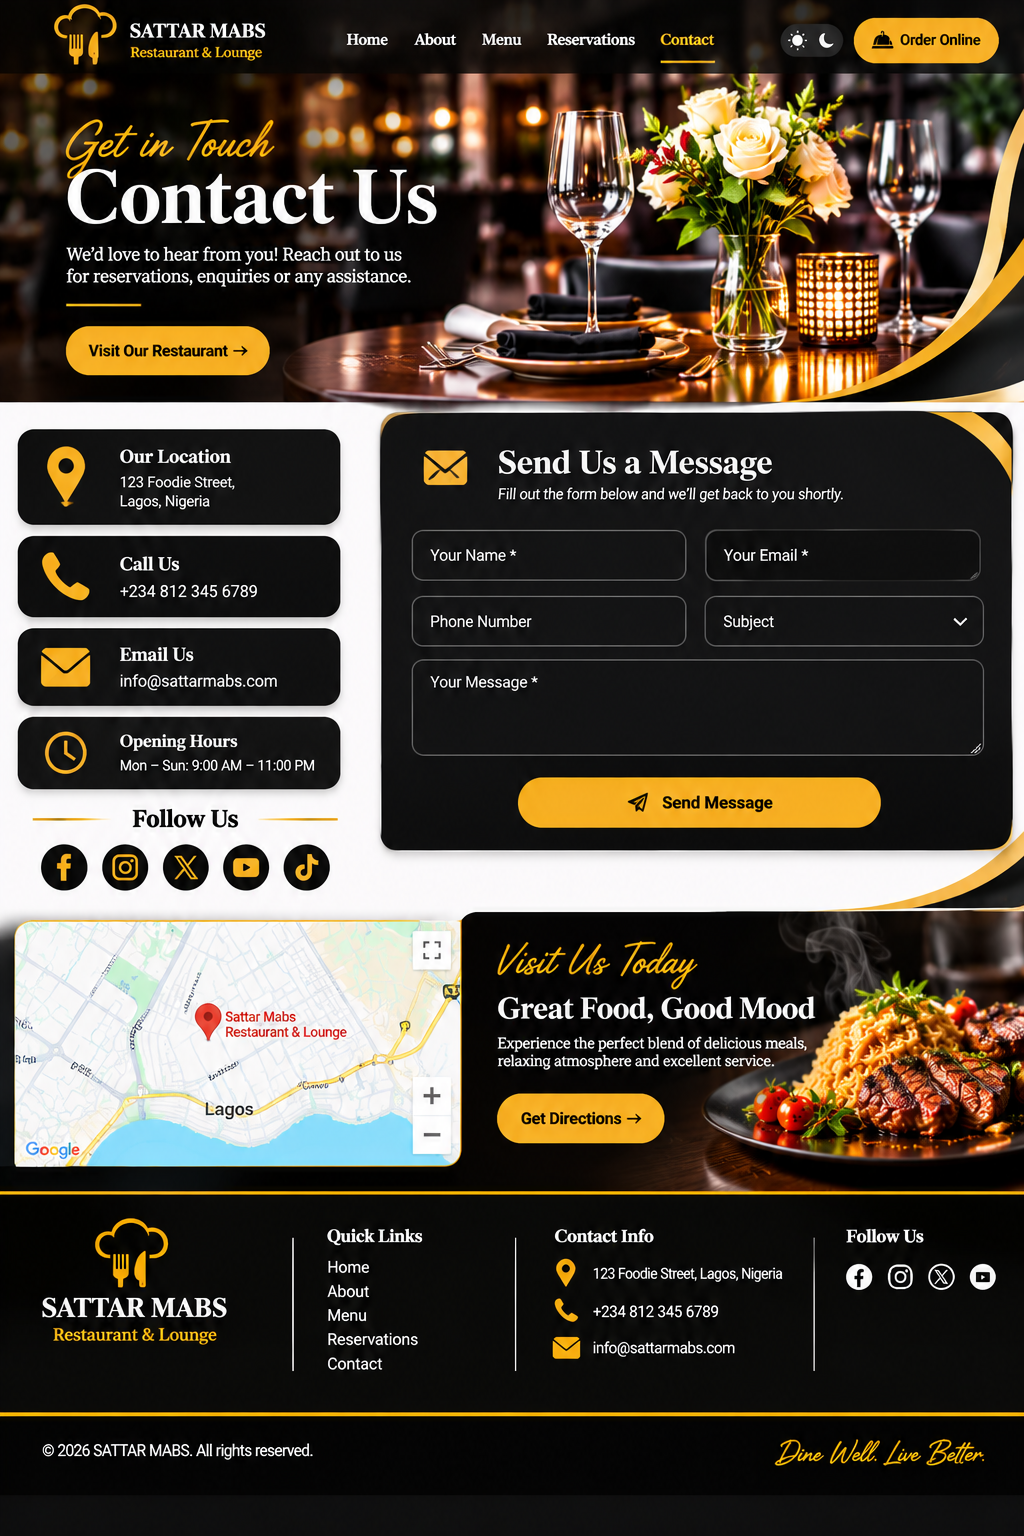 SATTAR MABS
Restaurant & Lounge
Home
About
Menu
Reservations
Contact
Order Online
Get in Touch
Contact Us
We'd love to hear from you! Reach out to us
for reservations, enquiries or any assistance.
Visit Our Restaurant →
Our Location
123 Foodie Street,
Lagos, Nigeria
Call Us
+234 812 345 6789
Email Us
info@sattarmabs.com
Opening Hours
Mon – Sun: 9:00 AM – 11:00 PM
Follow Us
Send Us a Message
Fill out the form below and we'll get back to you shortly.
Your Name *
Your Email *
Phone Number
Subject
Your Message *
Send Message
Sattar Mabs
Restaurant & Lounge
Lagos
Google
Visit Us Today
Great Food, Good Mood
Experience the perfect blend of delicious meals,
relaxing atmosphere and excellent service.
Get Directions →
SATTAR MABS
Restaurant & Lounge
Quick Links
Home
About
Menu
Reservations
Contact
Contact Info
123 Foodie Street, Lagos, Nigeria
+234 812 345 6789
info@sattarmabs.com
Follow Us
© 2026 SATTAR MABS. All rights reserved.
Dine Well. Live Better.